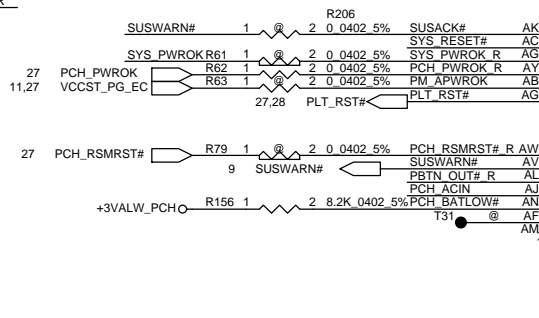 R206
SUSWARN# 1 @ 2 0_0402_5% SUSACK# AK
SYS_RESET# AC
SYS_PWROK R61 1 @ 2 0_0402_5% SYS_PWROK_R AG
27 PCH_PWROK R62 1 2 0_0402_5% PCH_PWROK_R AY
11,27 VCCST_PG_EC R63 1 @ 2 0_0402_5% PM_APWROK AB
27,28 PLT_RST# PLT_RST# AG
27 PCH_RSMRST# R79 1 @ 2 0_0402_5% PCH_RSMRST#_R AW
9 SUSWARN# SUSWARN# AV
PBTN_OUT#_R AL
PCH_ACIN AJ
+3VALW_PCH R156 1 2 8.2K_0402_5% PCH_BATLOW# AN
T31 @ AF
AM